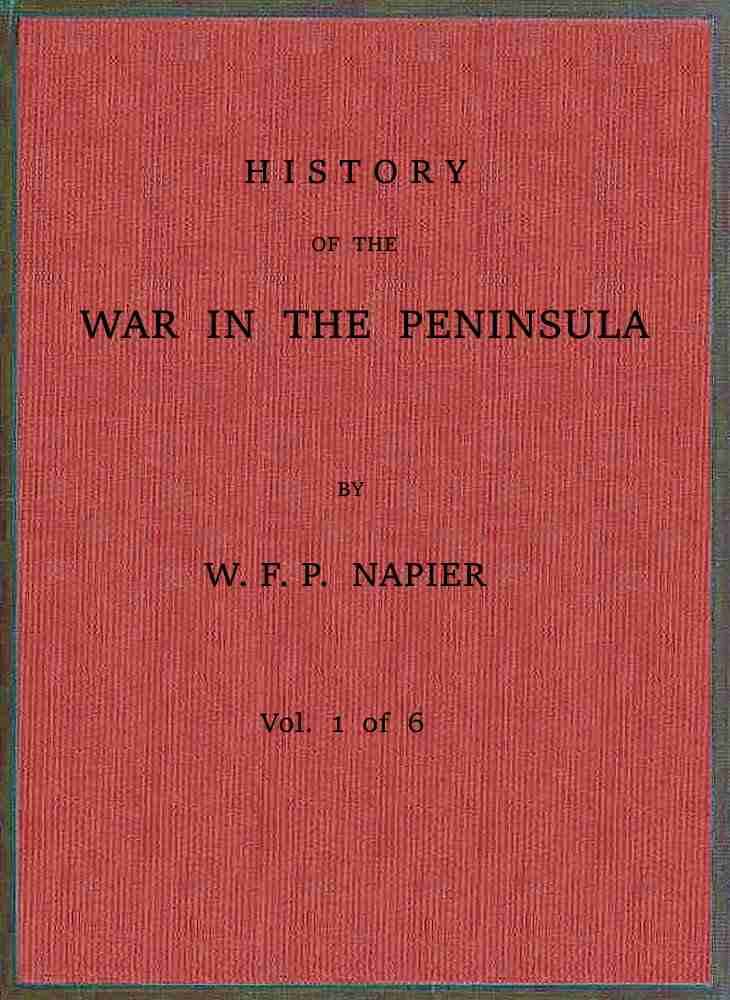 HISTORY
OF THE
WAR IN THE PENINSULA
BY
W. F. P. NAPIER
Vol. 1 of 6